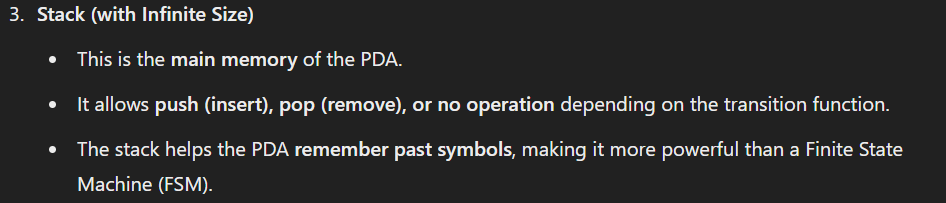 3. Stack (with Infinite Size)
• This is the main memory of the PDA.
• It allows push (insert), pop (remove), or no operation depending on the transition function.
• The stack helps the PDA remember past symbols, making it more powerful than a Finite State
Machine (FSM).